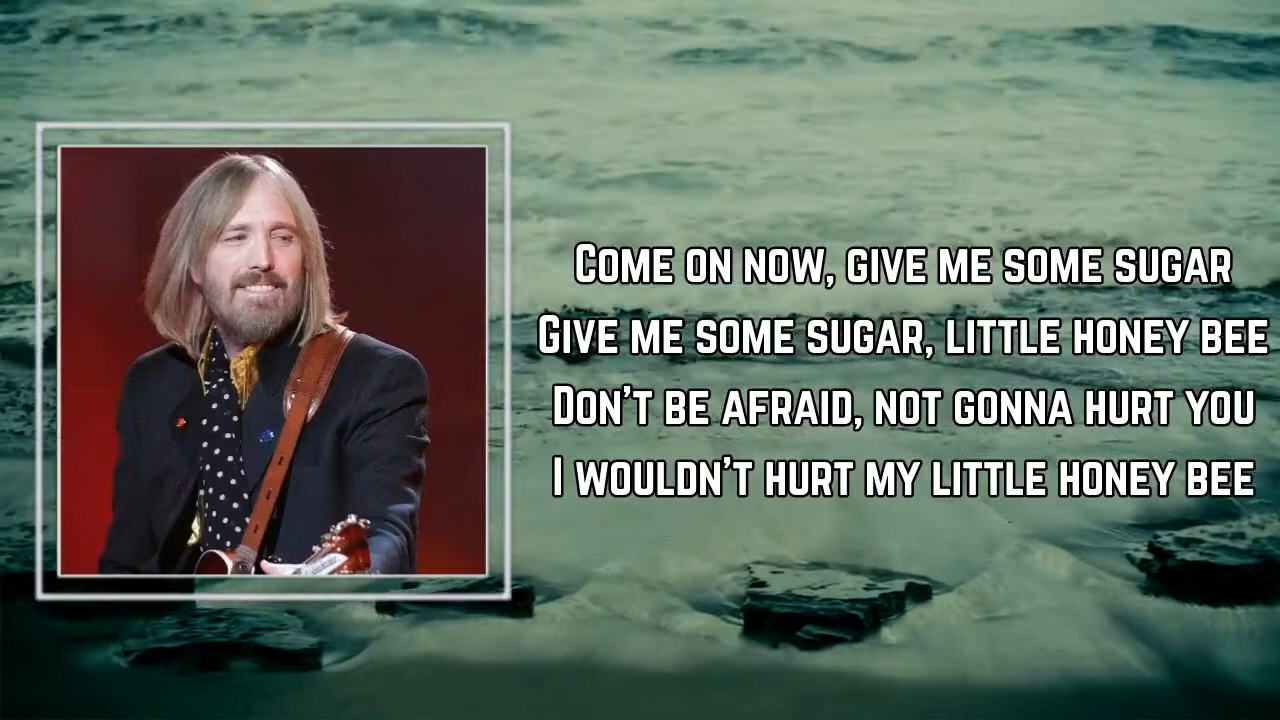 Come on now, give me some sugar
Give me some sugar, little honey bee
Don't be afraid, not gonna hurt you
I wouldn't hurt my little honey bee